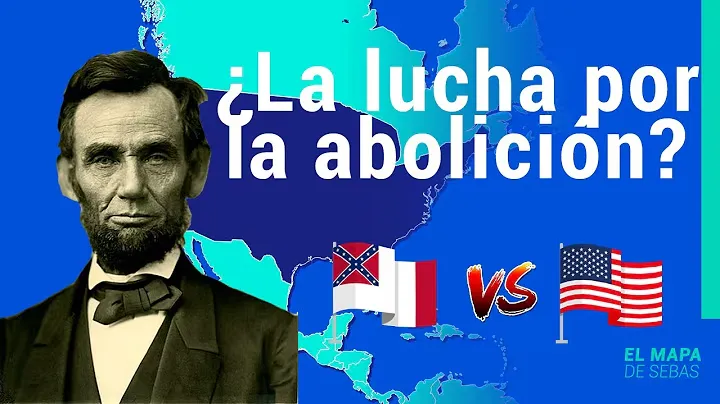 ¿La lucha por
la abolición?
VS
EL MAPA
DE SEBAS